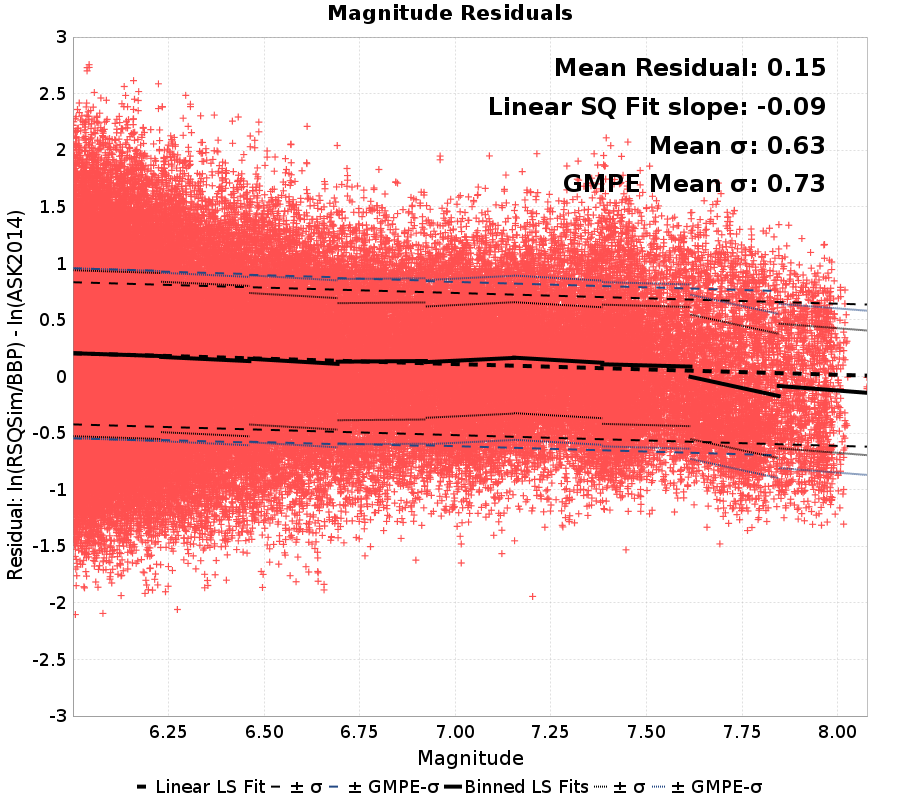 Magnitude Residuals
Mean Residual: 0.15
Linear SQ Fit slope: -0.09
Mean σ: 0.63
GMPE Mean σ: 0.73
Residual: ln(RSQSim/BBP) - ln(ASK2014)
3
2.5
2
1.5
1
0.5
0
-0.5
-1
-1.5
-2
-2.5
-3
6.25 6.50 6.75 7.00 7.25 7.50 7.75 8.00
Magnitude
Linear LS Fit ± σ ± GMPE-σ Binned LS Fits ± σ ± GMPE-σ